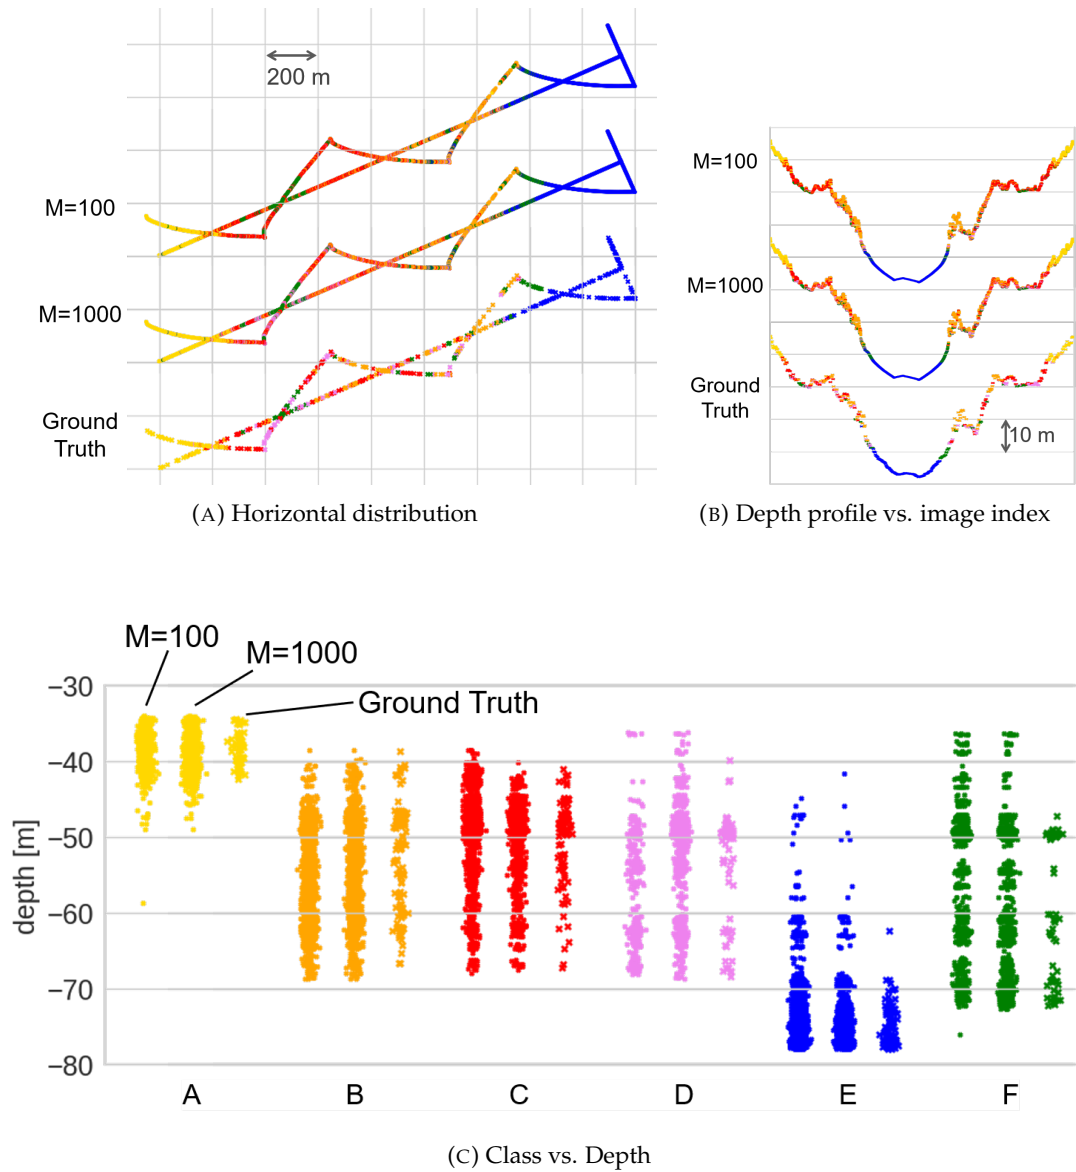 200 m
M=100
M=1000
Ground
Truth
(A) Horizontal distribution
M=100
M=1000
Ground
Truth
10 m
(B) Depth profile vs. image index
M=100
M=1000
Ground Truth
depth [m]
−30
−40
−50
−60
−70
−80
A B C D E F
(C) Class vs. Depth